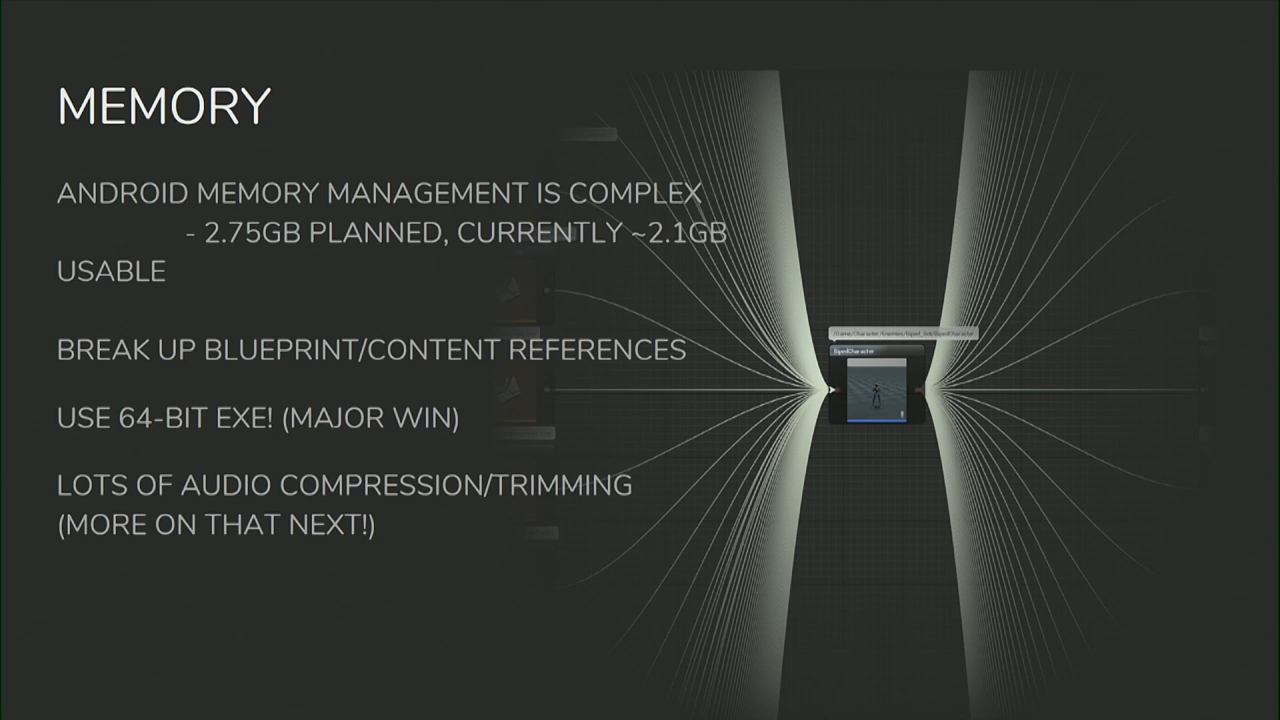 MEMORY
ANDROID MEMORY MANAGEMENT IS COMPLEX
- 2.75GB PLANNED, CURRENTLY ~2.1GB
USABLE
BREAK UP BLUEPRINT/CONTENT REFERENCES
USE 64-BIT EXE! (MAJOR WIN)
LOTS OF AUDIO COMPRESSION/TRIMMING
(MORE ON THAT NEXT!)
BipedCharacter